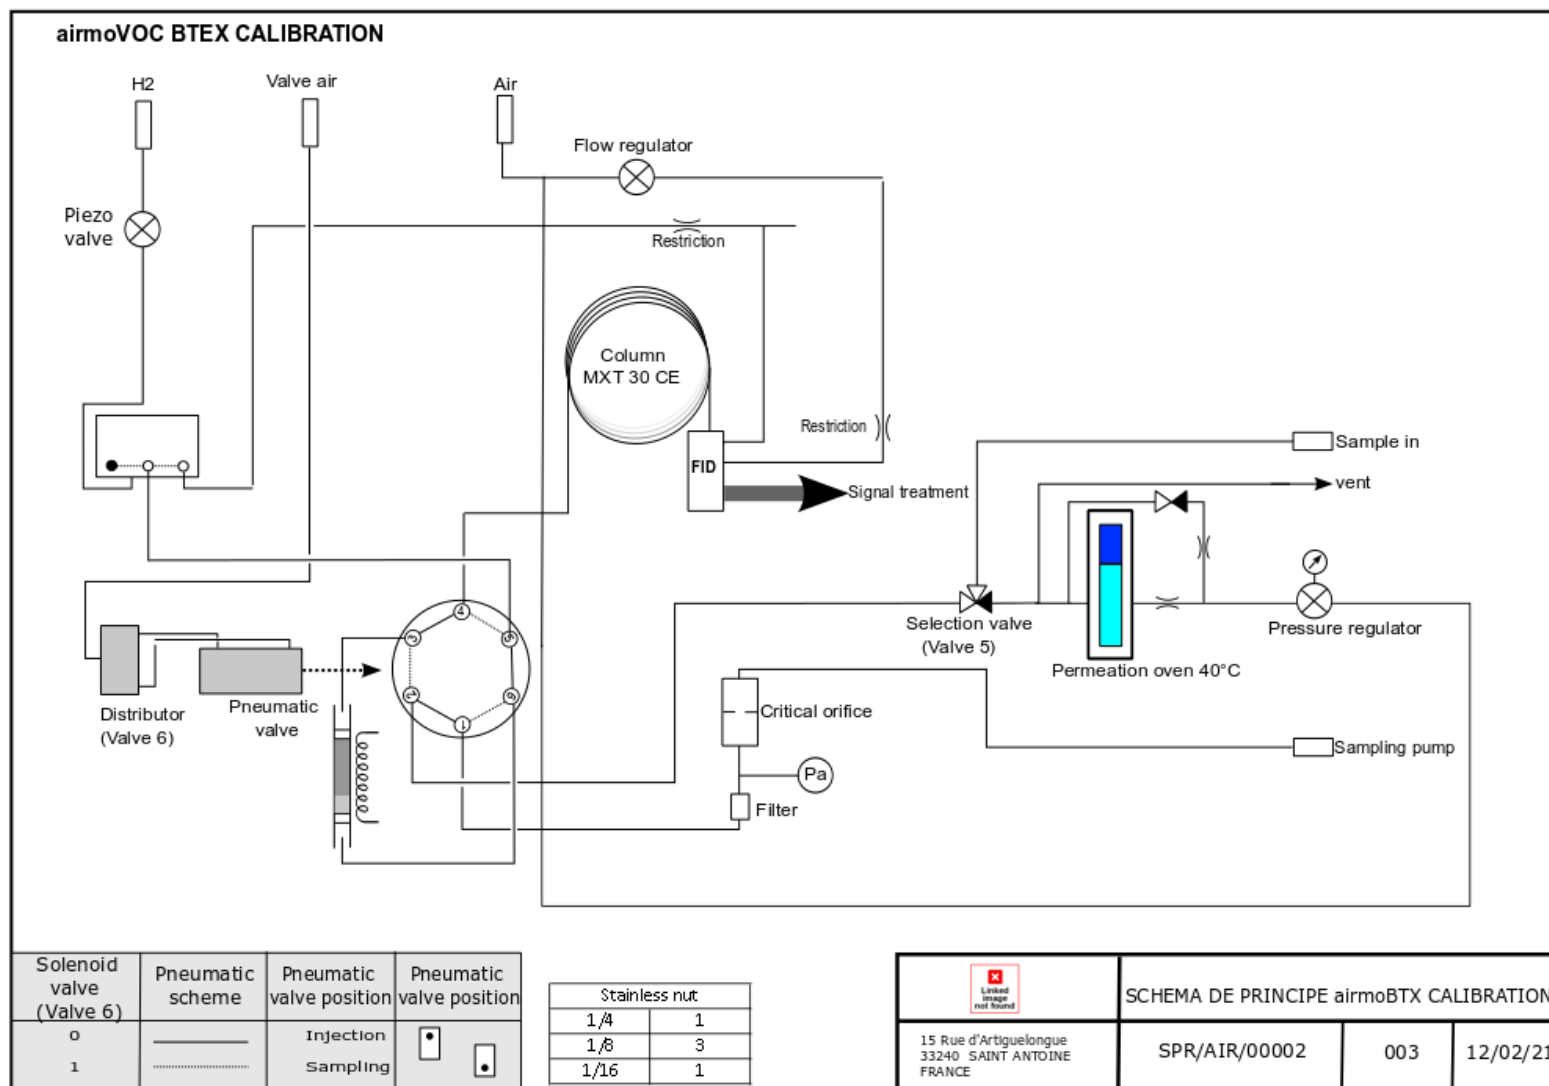 airmoVOC BTEX CALIBRATION
H2
Valve air
Air
Flow regulator
Piezo
valve
Restriction
Column
MXT 30 CE
Restriction
FID
Signal treatment
Sample in
vent
Selection valve
(Valve 5)
Pressure regulator
Permeation oven 40°C
4
3
5
2
6
1
Distributor
(Valve 6)
Pneumatic
valve
Critical orifice
Sampling pump
Pa
Filter
Solenoid
valve
(Valve 6)
Pneumatic
scheme
Pneumatic
valve position
Pneumatic
valve position
0
Injection
1
Sampling
Stainless nut
1/4 1
1/8 3
1/16 1
Linked
image
not found
SCHEMA DE PRINCIPE airmoBTX CALIBRATION
15 Rue d'Artiguelongue
33240 SAINT ANTOINE
FRANCE
SPR/AIR/00002
003
12/02/21